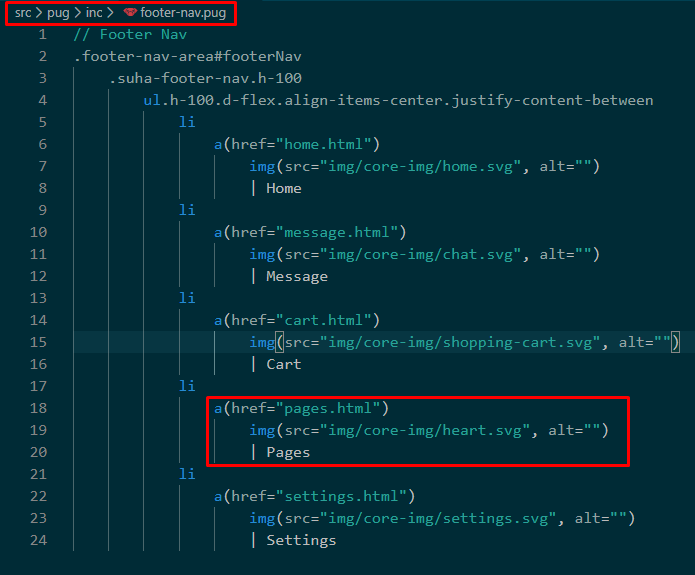 src > pug > inc > footer-nav.pug
1 // Footer Nav
2 .footer-nav-area#footerNav
3     .suha-footer-nav.h-100
4         ul.h-100.d-flex.align-items-center.justify-content-between
5             li
6                 a(href="home.html")
7                     img(src="img/core-img/home.svg", alt="")
8                     | Home
9             li
10                 a(href="message.html")
11                     img(src="img/core-img/chat.svg", alt="")
12                     | Message
13             li
14                 a(href="cart.html")
15                     img(src="img/core-img/shopping-cart.svg", alt="")
16                     | Cart
17             li
18                 a(href="pages.html")
19                     img(src="img/core-img/heart.svg", alt="")
20                     | Pages
21             li
22                 a(href="settings.html")
23                     img(src="img/core-img/settings.svg", alt="")
24                     | Settings